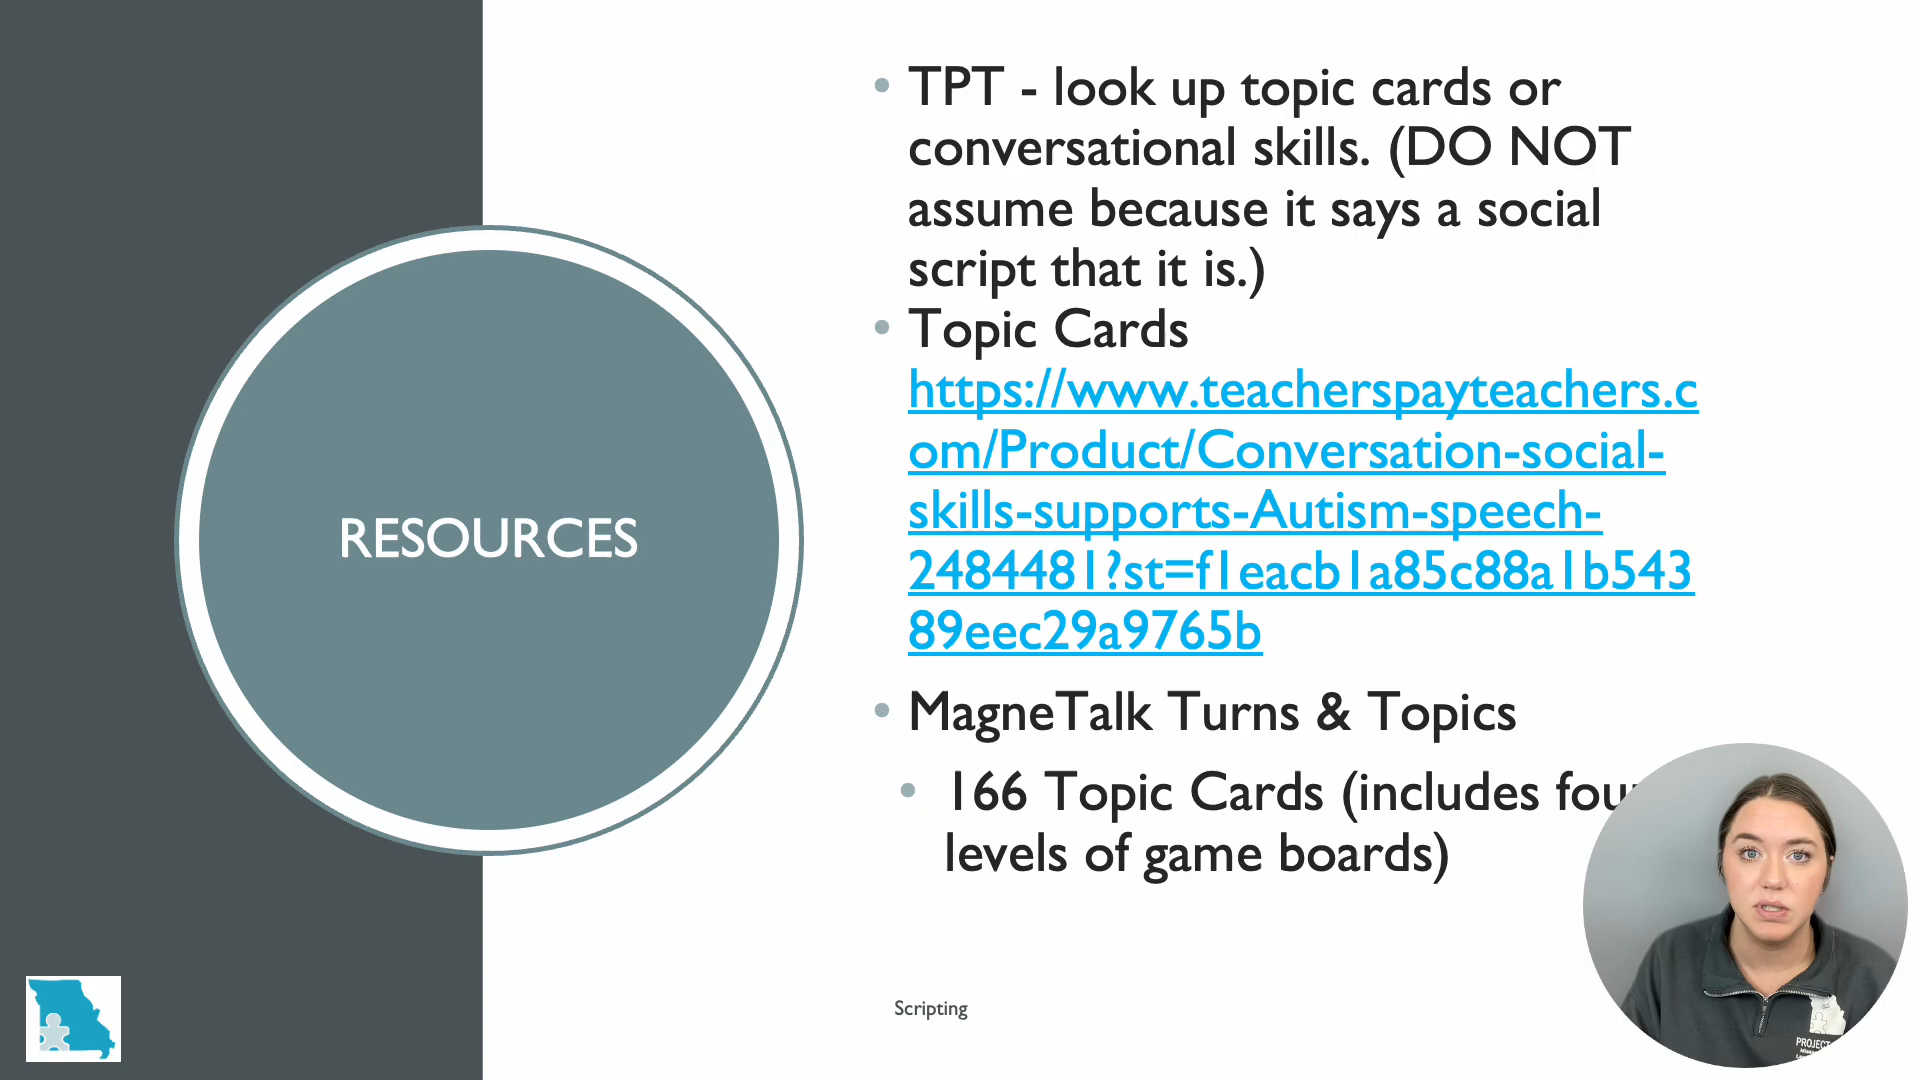 TPT - look up topic cards or
conversational skills. (DO NOT
assume because it says a social
script that it is.)
Topic Cards
https://www.teacherspayteachers.c
om/Product/Conversation-social-
skills-supports-Autism-speech-
2484481?st=f1eacb1a85c88a1b543
89eec29a9765b
RESOURCES
MagneTalk Turns & Topics
166 Topic Cards (includes
levels of game boards)
Scripting
PROJECT